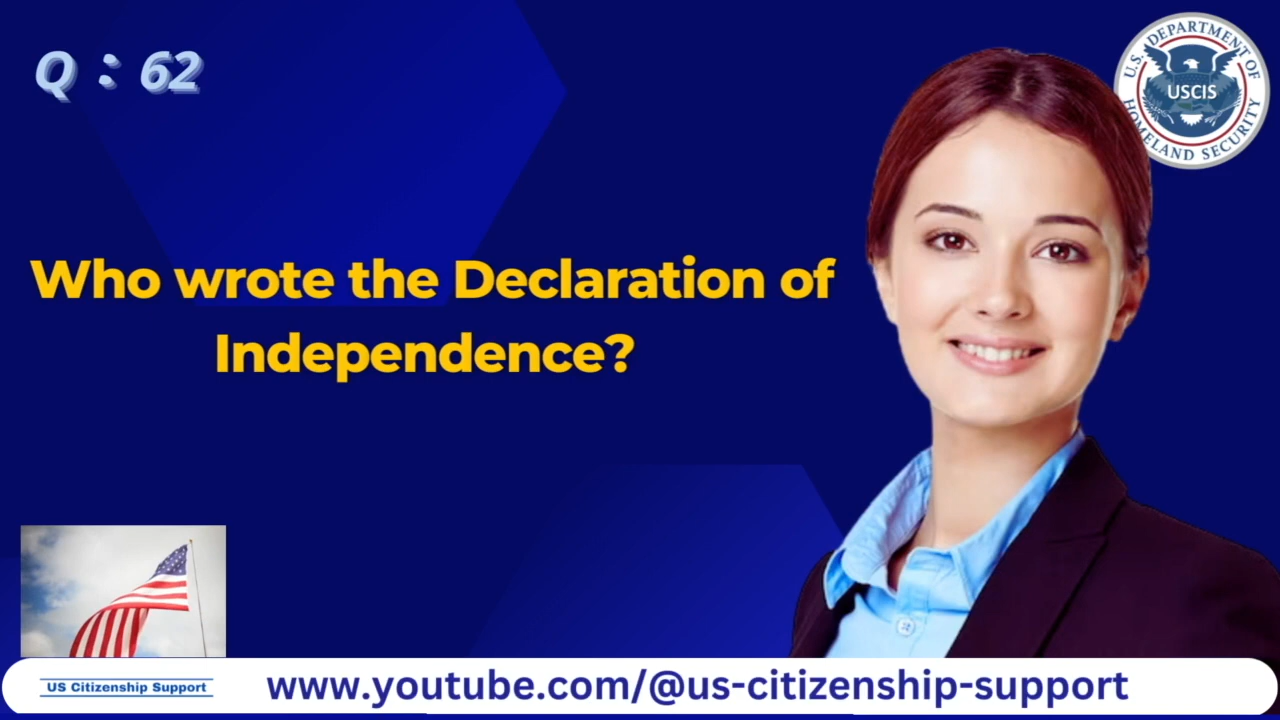 Q : 62
U.S. DEPARTMENT OF
USCIS
HOMELAND SECURITY
Who wrote the Declaration of
Independence?
US Citizenship Support
www.youtube.com/@us-citizenship-support